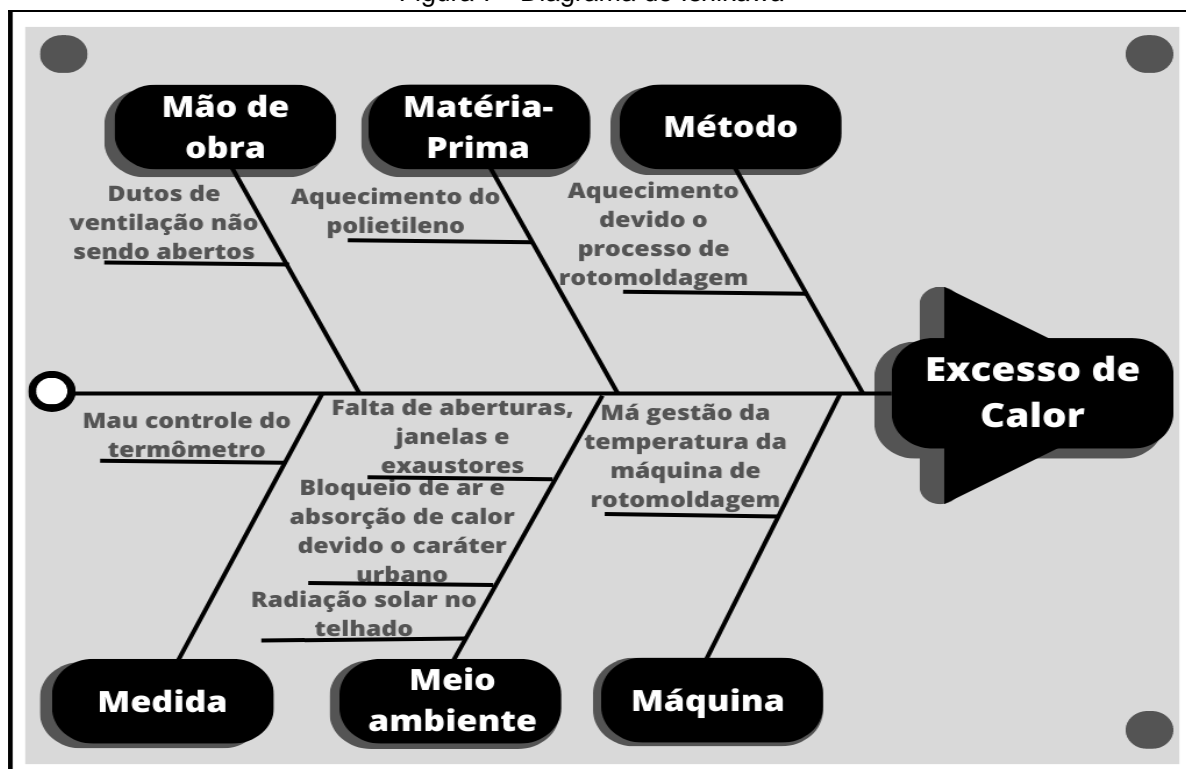 Diagrama de Ishikawa
Mão de
obra
Matéria-
Prima
Método
Dutos de
ventilação não
sendo abertos
Aquecimento do
polietileno
Aquecimento
devido o
processo de
rotomoldagem
Excesso de
Calor
Mau controle do
termômetro
Falta de aberturas,
janelas e
exaustores
Bloqueio de ar e
absorção de calor
devido o caráter
urbano
Radiação solar no
telhado
Má gestão da
temperatura da
máquina de
rotomoldagem
Medida
Meio
ambiente
Máquina